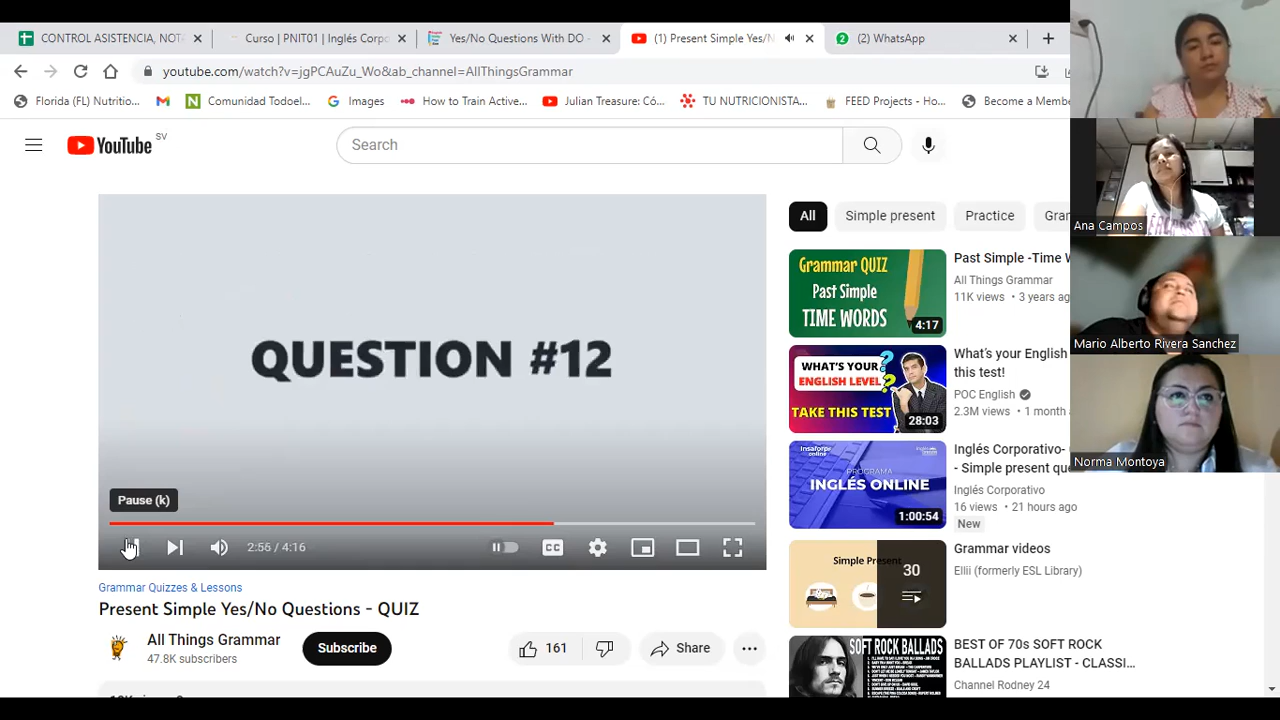 CONTROL ASISTENCIA, NOT
Curso | PNIT01 | Inglés Corpo
Yes/No Questions With DO -
(1) Present Simple Yes/N
(2) WhatsApp
youtube.com/watch?v=jgPCAuZu_Wo&ab_channel=AllThingsGrammar
Florida (FL) Nutritio...
Comunidad Todoel...
Images
How to Train Active...
Julian Treasure: Có...
TU NUTRICIONISTA...
FEED Projects - Ho...
Become a Membe
YouTube SV
Search
All
Simple present
Practice
Gra
QUESTION #12
Pause (k)
2:56 / 4:16
CC
Grammar Quizzes & Lessons
Present Simple Yes/No Questions - QUIZ
All Things Grammar
47.8K subscribers
Subscribe
161
Share
Grammar QUIZ
Past Simple
TIME WORDS
4:17
Past Simple -Time W
All Things Grammar
11K views • 3 years ag
WHAT'S YOUR
ENGLISH LEVEL?
TAKE THIS TEST
28:03
What's your English
this test!
POC English
2.3M views • 1 month
PROGRAMA
INGLÉS ONLINE
1:00:54
Inglés Corporativo-
- Simple present que
Inglés Corporativo
16 views • 21 hours ago
New
Simple Present
30
Grammar videos
Ellii (formerly ESL Library)
SOFT ROCK BALLADS
BEST OF 70s SOFT ROCK
BALLADS PLAYLIST - CLASSI...
Channel Rodney 24
Ana Campos
Mario Alberto Rivera Sanchez
Norma Montoya